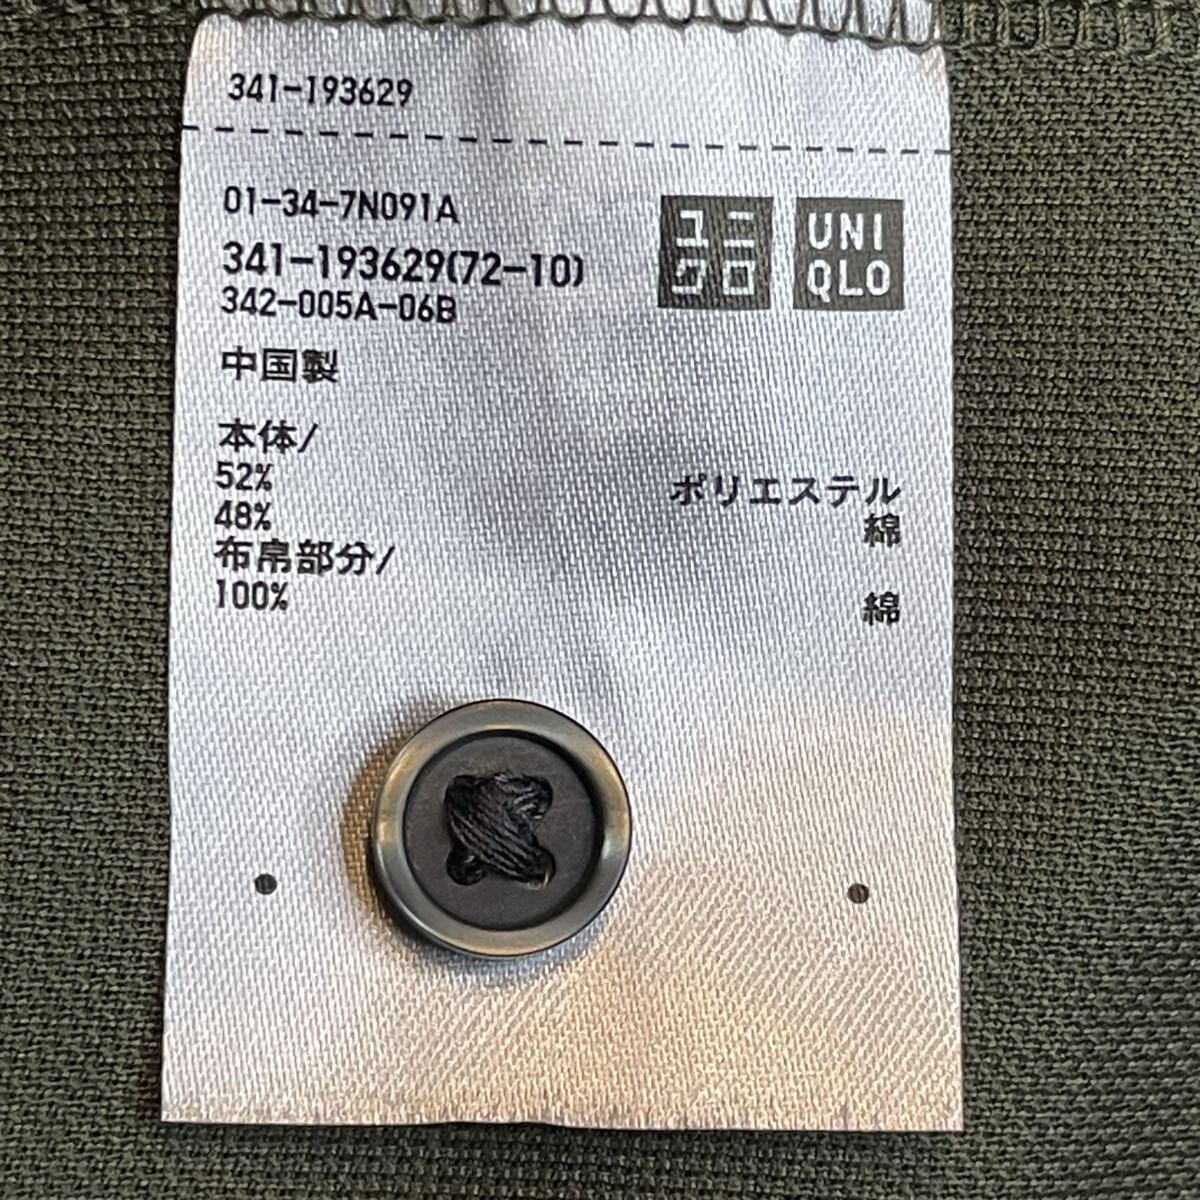 341-193629
01-34-7N091A
341-193629(72-10)
342-005A-06B
ユニ
クロ
UNI
QLO
中国製
本体/
52% ポリエステル
48% 綿
布帛部分/
100% 綿